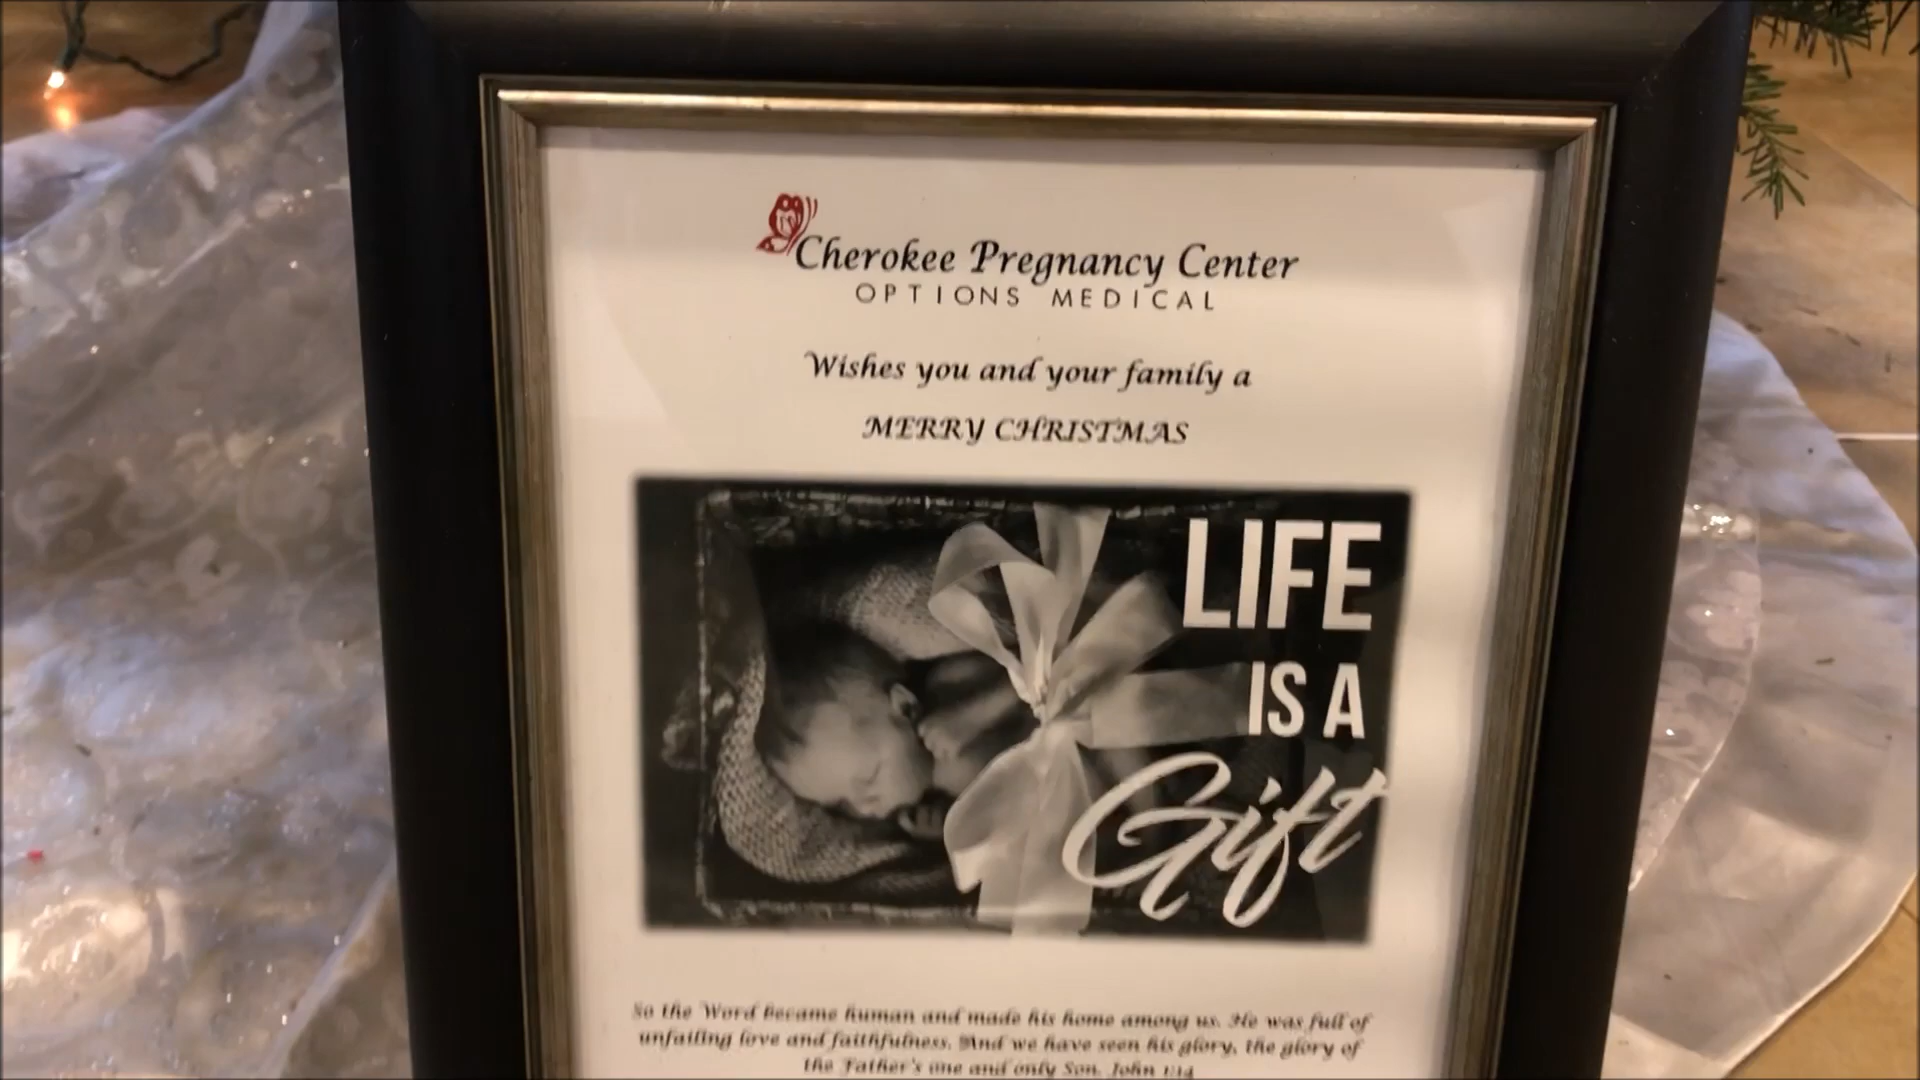 Cherokee Pregnancy Center
OPTIONS MEDICAL
Wishes you and your family a
MERRY CHRISTMAS
LIFE
IS A
Gift
So the Word became human and made his home among us. He was full of
unfailing love and faithfulness. And we have seen his glory, the glory of
the Father's one and only Son. John 1:14